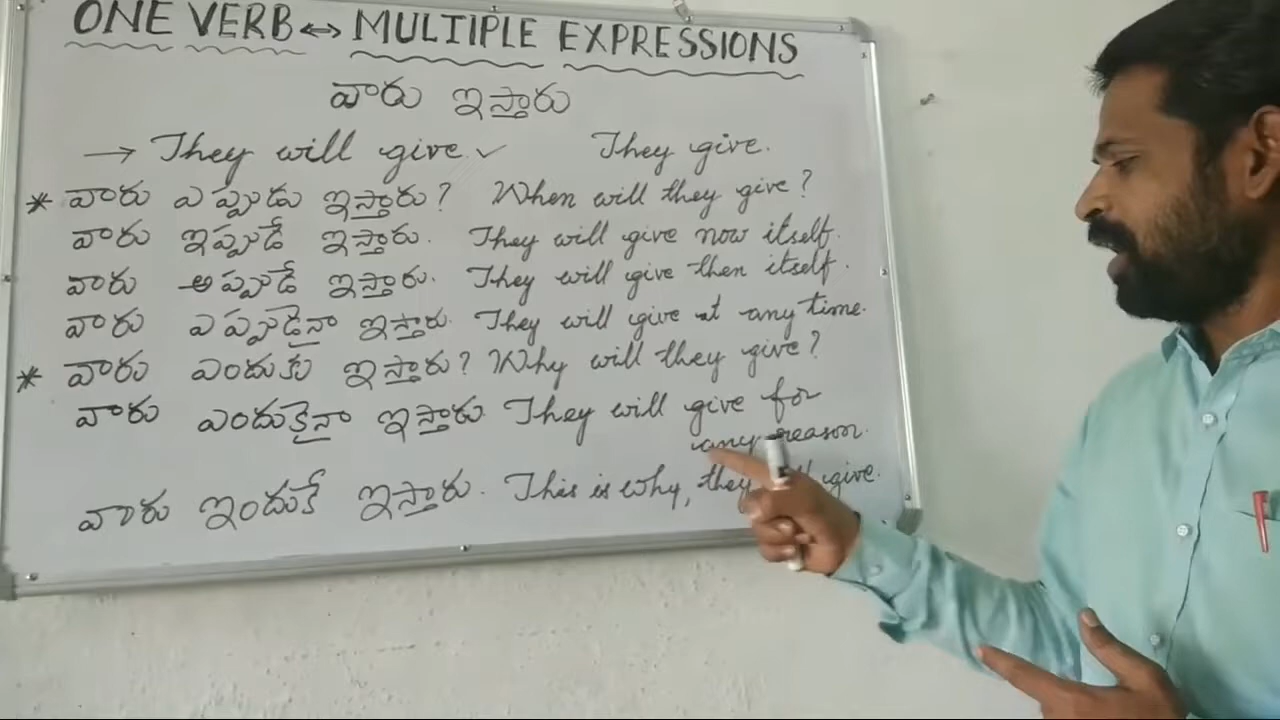 ONE VERB ↔ MULTIPLE EXPRESSIONS
వారు ఇస్తారు
→ They will give ✓ They give.
* వారు ఎప్పుడు ఇస్తారు? When will they give?
వారు ఇప్పుడే ఇస్తారు. They will give now itself.
వారు అప్పుడే ఇస్తారు. They will give then itself.
వారు ఎప్పుడైనా ఇస్తారు. They will give at any time.
* వారు ఎందుకు ఇస్తారు? Why will they give?
వారు ఎందుకైనా ఇస్తారు. They will give for
any reason.
వారు ఇందుకే ఇస్తారు. This is why, they will give.